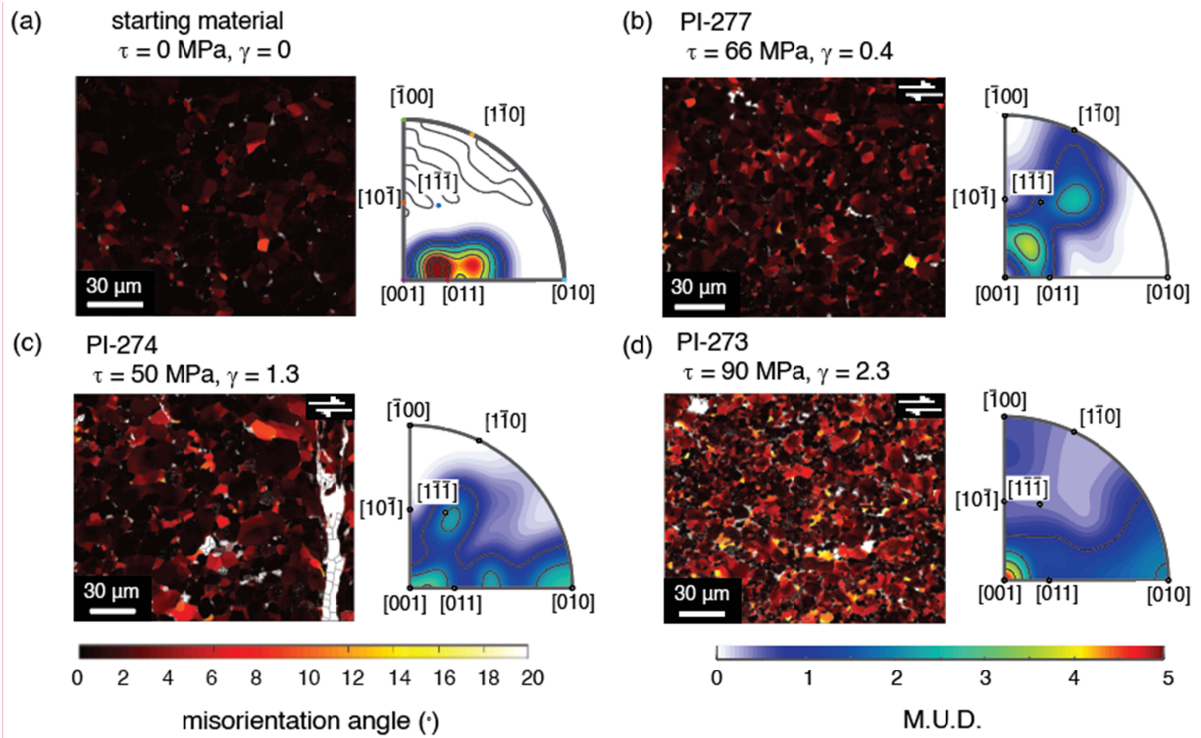 (a) starting material
τ = 0 MPa, γ = 0
[1̄00]
[11̄0]
[101̄]
[11̄1̄]
30 µm
[001]
[011]
[010]
(b) PI-277
τ = 66 MPa, γ = 0.4
[1̄00]
[11̄0]
[101̄]
[11̄1̄]
30 µm
[001]
[011]
[010]
(c) PI-274
τ = 50 MPa, γ = 1.3
[1̄00]
[11̄0]
[101̄]
[11̄1̄]
30 µm
[001]
[011]
[010]
(d) PI-273
τ = 90 MPa, γ = 2.3
[1̄00]
[11̄0]
[101̄]
[11̄1̄]
30 µm
[001]
[011]
[010]
0 2 4 6 8 10 12 14 16 18 20
misorientation angle (°)
0 1 2 3 4 5
M.U.D.